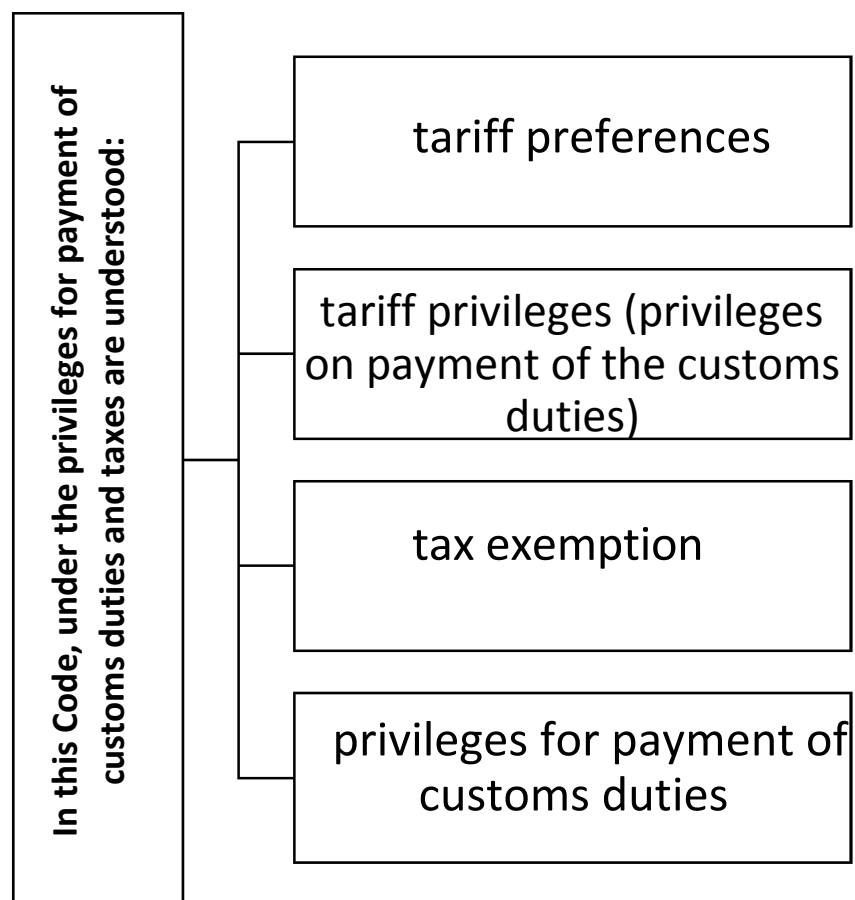 In this Code, under the privileges for payment of
customs duties and taxes are understood:
tariff preferences
tariff privileges (privileges
on payment of the customs
duties)
tax exemption
privileges for payment of
customs duties